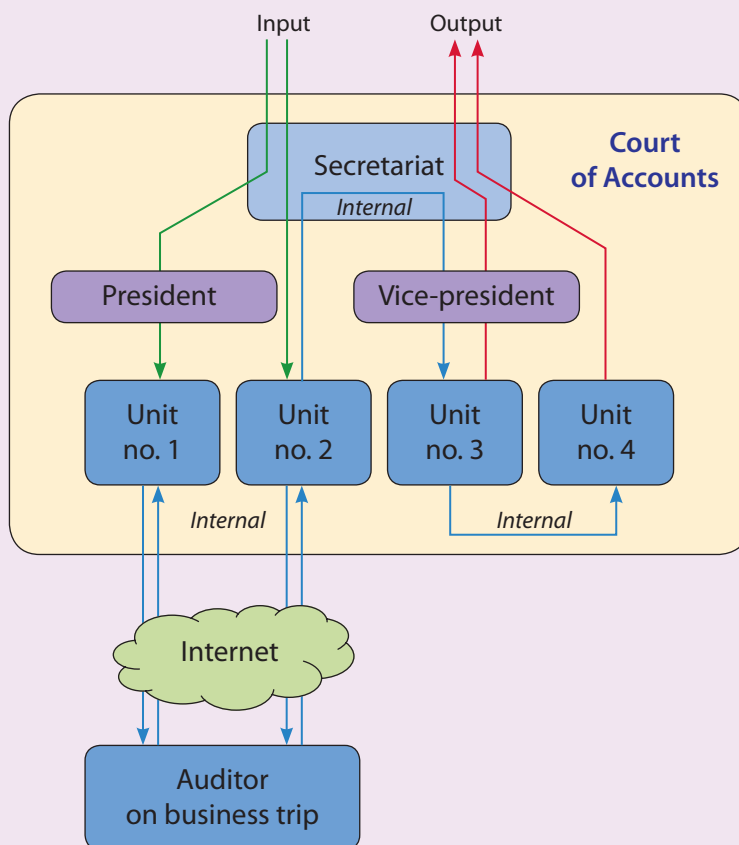 Input
Output
Secretariat
Court
of Accounts
Internal
President
Vice-president
Unit
no. 1
Unit
no. 2
Unit
no. 3
Unit
no. 4
Internal
Internal
Internet
Auditor
on business trip